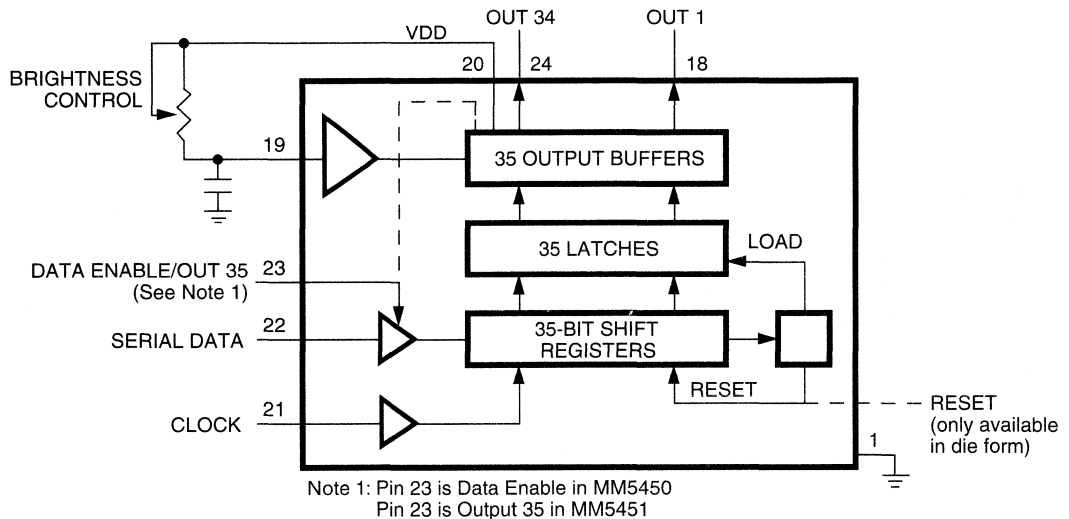 OUT 34
OUT 1
VDD
20
24
18
BRIGHTNESS
CONTROL
19
35 OUTPUT BUFFERS
35 LATCHES
LOAD
DATA ENABLE/OUT 35
(See Note 1)
23
SERIAL DATA
22
35-BIT SHIFT
REGISTERS
RESET
CLOCK
21
RESET
(only available
in die form)
1
Note 1: Pin 23 is Data Enable in MM5450
Pin 23 is Output 35 in MM5451